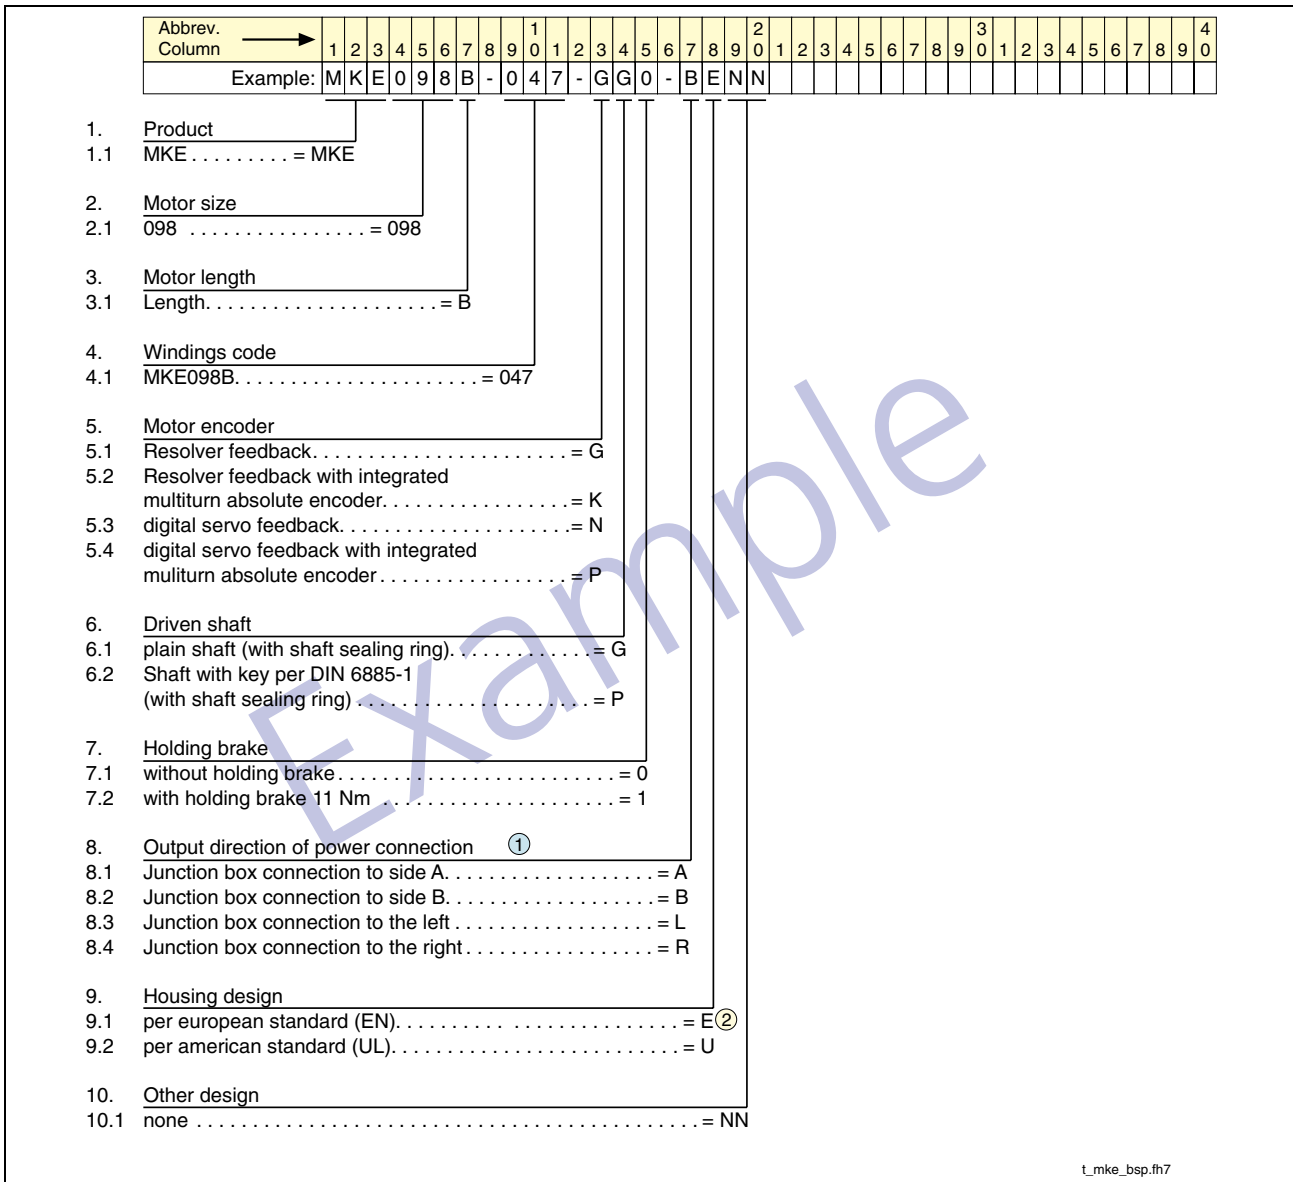 Abbrev.
Column
1 2 3 4 5 6 7 8 9 10 1 2 3 4 5 6 7 8 9 20 1 2 3 4 5 6 7 8 9 30 1 2 3 4 5 6 7 8 9 40
Example: M K E 0 9 8 B - 0 4 7 - G G 0 - B E N N
1. Product
1.1 MKE . . . . . . . . . = MKE
2. Motor size
2.1 098 . . . . . . . . . . . . . . . . = 098
3. Motor length
3.1 Length. . . . . . . . . . . . . . . . . . . . . = B
4. Windings code
4.1 MKE098B. . . . . . . . . . . . . . . . . . . . . . = 047
5. Motor encoder
5.1 Resolver feedback. . . . . . . . . . . . . . . . . . . . . . . = G
5.2 Resolver feedback with integrated
multiturn absolute encoder. . . . . . . . . . . . . . . . . = K
5.3 digital servo feedback. . . . . . . . . . . . . . . . . . . . . = N
5.4 digital servo feedback with integrated
muliturn absolute encoder . . . . . . . . . . . . . . . . . = P
6. Driven shaft
6.1 plain shaft (with shaft sealing ring). . . . . . . . . . . . . = G
6.2 Shaft with key per DIN 6885-1
(with shaft sealing ring) . . . . . . . . . . . . . . . . . . . . . = P
7. Holding brake
7.1 without holding brake . . . . . . . . . . . . . . . . . . . . . . . . . = 0
7.2 with holding brake 11 Nm . . . . . . . . . . . . . . . . . . . . . = 1
8. Output direction of power connection 1
8.1 Junction box connection to side A. . . . . . . . . . . . . . . . . . . = A
8.2 Junction box connection to side B. . . . . . . . . . . . . . . . . . . = B
8.3 Junction box connection to the left . . . . . . . . . . . . . . . . . . = L
8.4 Junction box connection to the right . . . . . . . . . . . . . . . . . = R
9. Housing design
9.1 per european standard (EN). . . . . . . . . . . . . . . . . . . . . . . . . = E 2
9.2 per american standard (UL). . . . . . . . . . . . . . . . . . . . . . . . . . = U
10. Other design
10.1 none . . . . . . . . . . . . . . . . . . . . . . . . . . . . . . . . . . . . . . . . . . . . . = NN
Example
t_mke_bsp.fh7